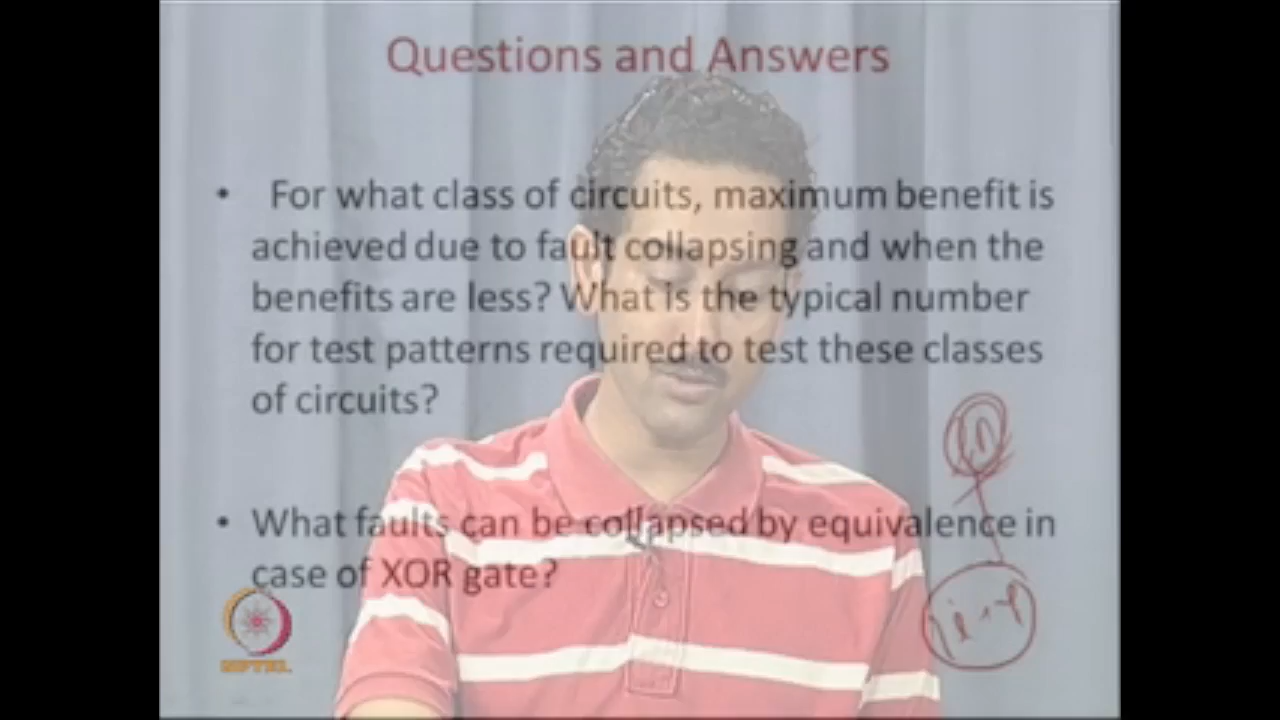 Questions and Answers
• For what class of circuits, maximum benefit is
achieved due to fault collapsing and when the
benefits are less? What is the typical number
for test patterns required to test these classes
of circuits?
• What faults can be collapsed by equivalence in
case of XOR gate?
NPTEL